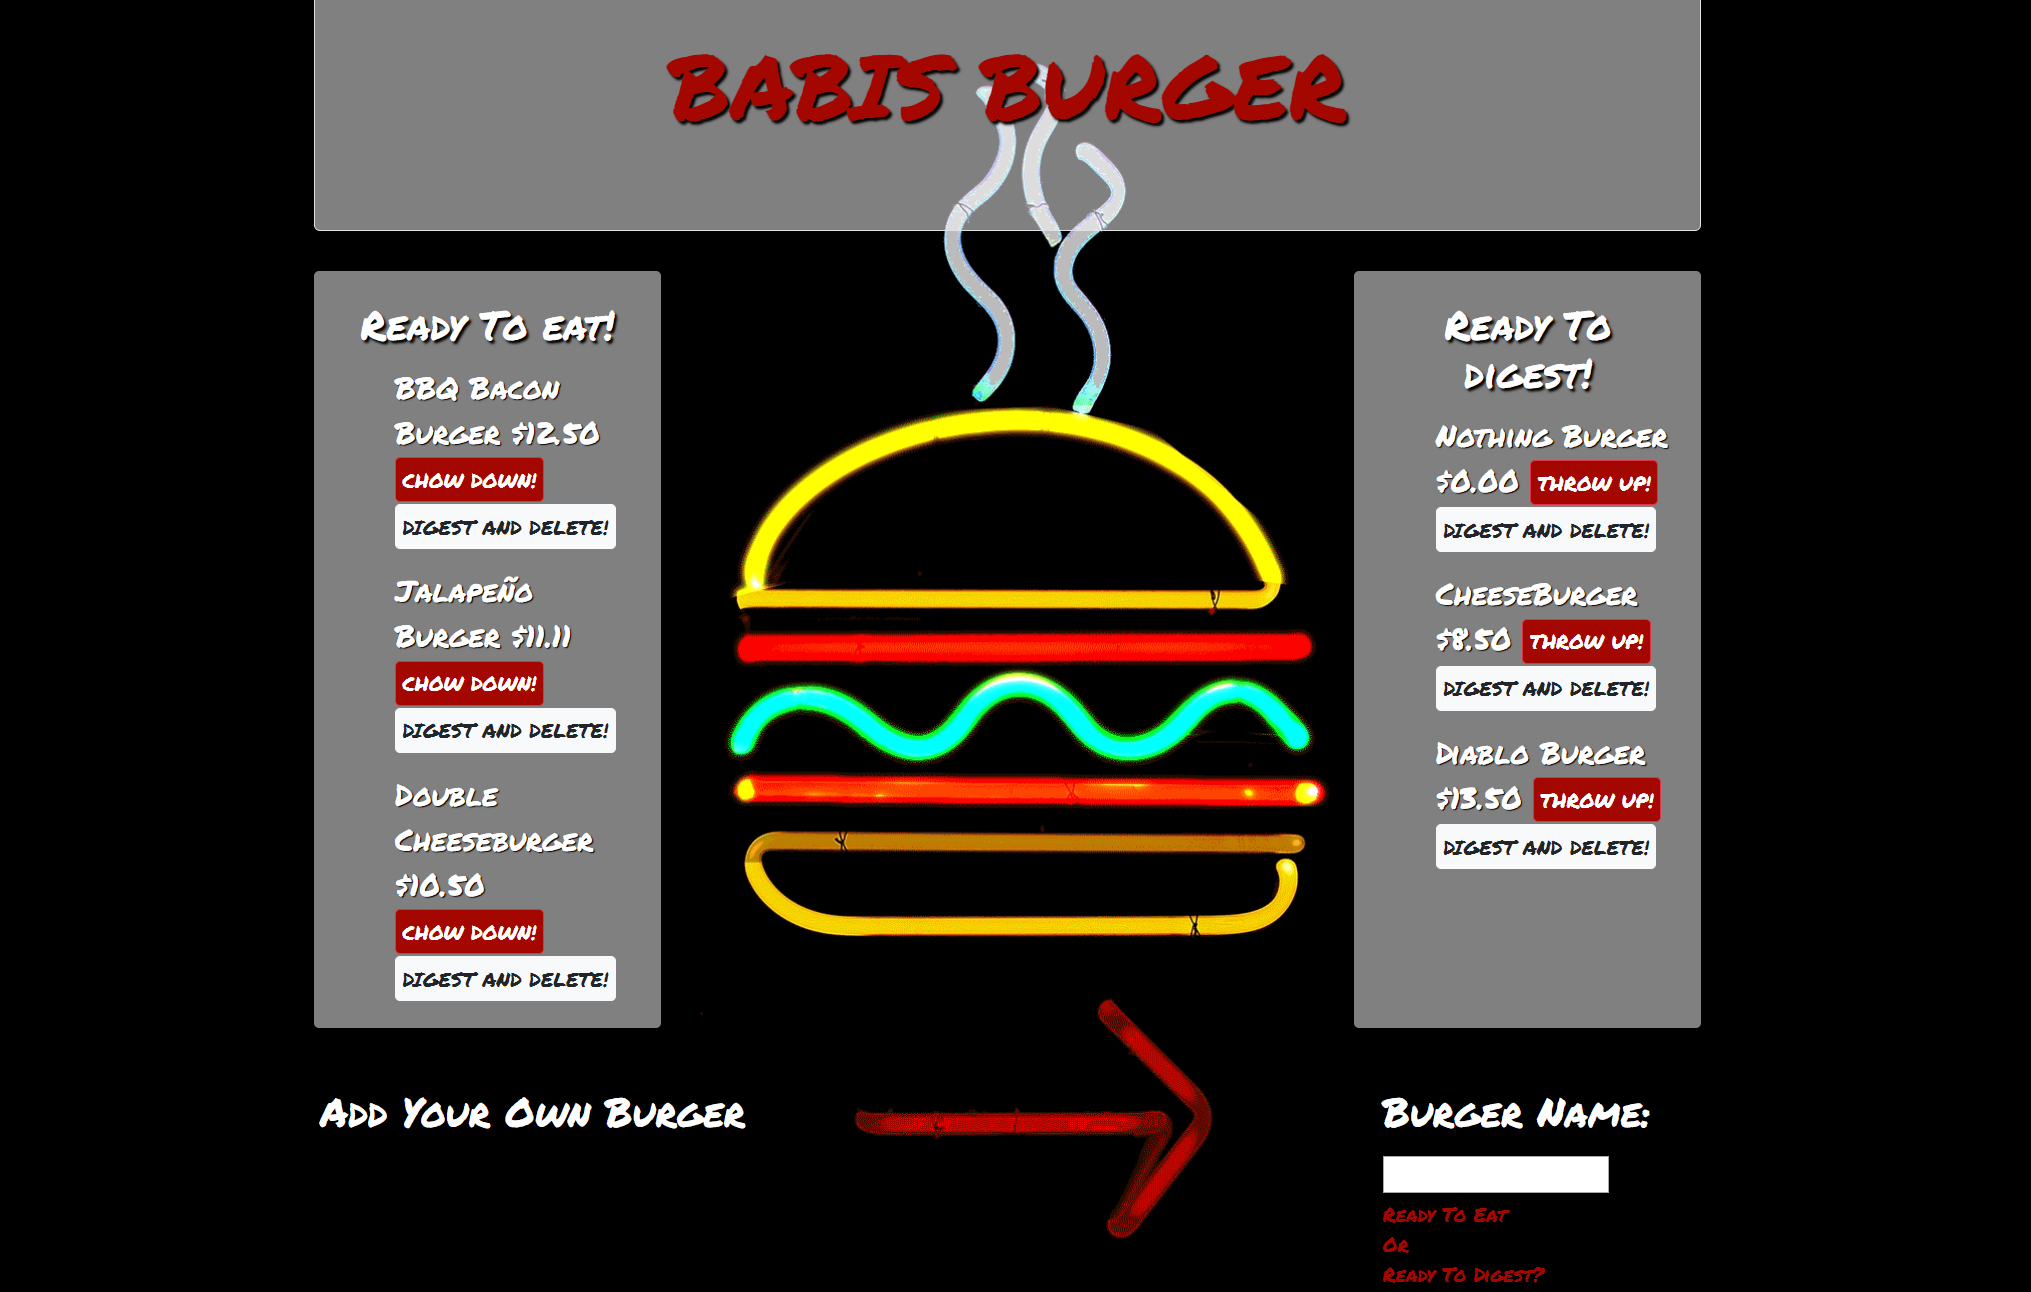 BABIS BURGER
Ready To eat!
BBQ Bacon
Burger $12.50
CHOW DOWN!
DIGEST AND DELETE!
Jalapeño
Burger $11.11
CHOW DOWN!
DIGEST AND DELETE!
Double
Cheeseburger
$10.50
CHOW DOWN!
DIGEST AND DELETE!
Ready To
digest!
Nothing Burger
$0.00 THROW UP!
DIGEST AND DELETE!
CheeseBurger
$8.50 THROW UP!
DIGEST AND DELETE!
Diablo Burger
$13.50 THROW UP!
DIGEST AND DELETE!
Add Your Own Burger
Burger Name:
Ready To Eat
Or
Ready To Digest?